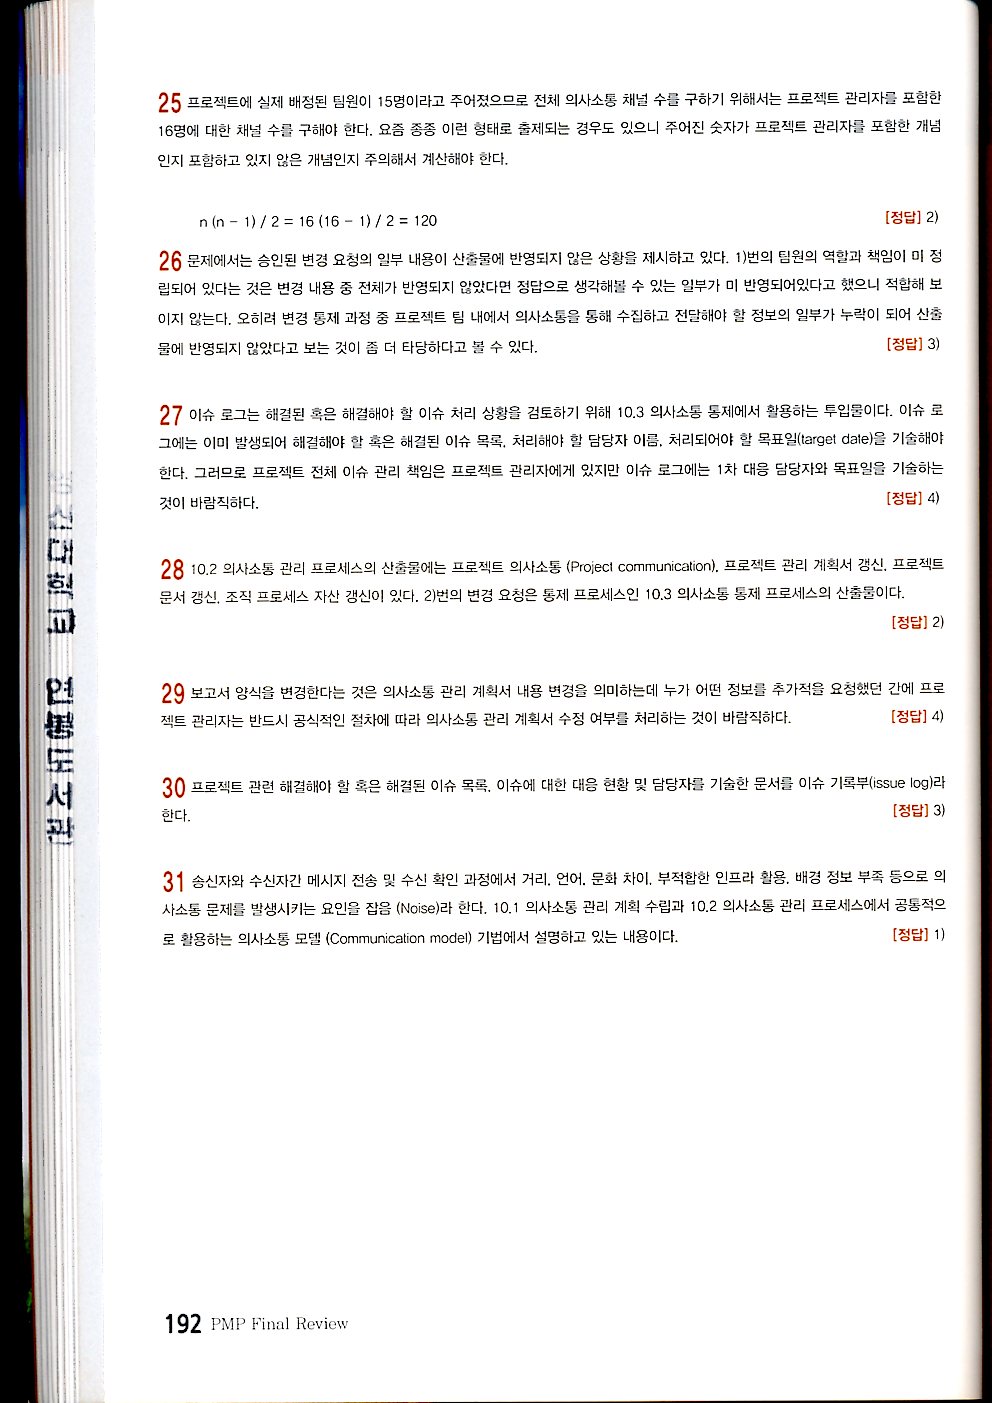 25 프로젝트에 실제 배정된 팀원이 15명이라고 주어졌으므로 전체 의사소통 채널 수를 구하기 위해서는 프로젝트 관리자를 포함한
16명에 대한 채널 수를 구해야 한다. 요즘 종종 이런 형태로 출제되는 경우도 있으니 주어진 숫자가 프로젝트 관리자를 포함한 개념
인지 포함하고 있지 않은 개념인지 주의해서 계산해야 한다.
n (n - 1) / 2 = 16 (16 - 1) / 2 = 120 [정답] 2)
26 문제에서는 승인된 변경 요청의 일부 내용이 산출물에 반영되지 않은 상황을 제시하고 있다. 1)번의 팀원의 역할과 책임이 미 정
립되어 있다는 것은 변경 내용 중 전체가 반영되지 않았다면 정답으로 생각해볼 수 있는 일부가 미 반영되어있다고 했으니 적합해 보
이지 않는다. 오히려 변경 통제 과정 중 프로젝트 팀 내에서 의사소통을 통해 수집하고 전달해야 할 정보의 일부가 누락이 되어 산출
물에 반영되지 않았다고 보는 것이 좀 더 타당하다고 볼 수 있다. [정답] 3)
27 이슈 로그는 해결된 혹은 해결해야 할 이슈 처리 상황을 검토하기 위해 10.3 의사소통 통제에서 활용하는 투입물이다. 이슈 로
그에는 이미 발생되어 해결해야 할 혹은 해결된 이슈 목록, 처리해야 할 담당자 이름, 처리되어야 할 목표일(target date)을 기술해야
한다. 그러므로 프로젝트 전체 이슈 관리 책임은 프로젝트 관리자에게 있지만 이슈 로그에는 1차 대응 담당자와 목표일을 기술하는
것이 바람직하다. [정답] 4)
28 10.2 의사소통 관리 프로세스의 산출물에는 프로젝트 의사소통 (Project communication), 프로젝트 관리 계획서 갱신, 프로젝트
문서 갱신, 조직 프로세스 자산 갱신이 있다. 2)번의 변경 요청은 통제 프로세스인 10.3 의사소통 통제 프로세스의 산출물이다.
[정답] 2)
29 보고서 양식을 변경한다는 것은 의사소통 관리 계획서 내용 변경을 의미하는데 누가 어떤 정보를 추가적을 요청했던 간에 프로
젝트 관리자는 반드시 공식적인 절차에 따라 의사소통 관리 계획서 수정 여부를 처리하는 것이 바람직하다. [정답] 4)
30 프로젝트 관련 해결해야 할 혹은 해결된 이슈 목록, 이슈에 대한 대응 현황 및 담당자를 기술한 문서를 이슈 기록부(issue log)라
한다. [정답] 3)
31 송신자와 수신자간 메시지 전송 및 수신 확인 과정에서 거리, 언어, 문화 차이, 부적합한 인프라 활용, 배경 정보 부족 등으로 의
사소통 문제를 발생시키는 요인을 잡음 (Noise)라 한다. 10.1 의사소통 관리 계획 수립과 10.2 의사소통 관리 프로세스에서 공통적으
로 활용하는 의사소통 모델 (Communication model) 기법에서 설명하고 있는 내용이다. [정답] 1)
192 PMP Final Review